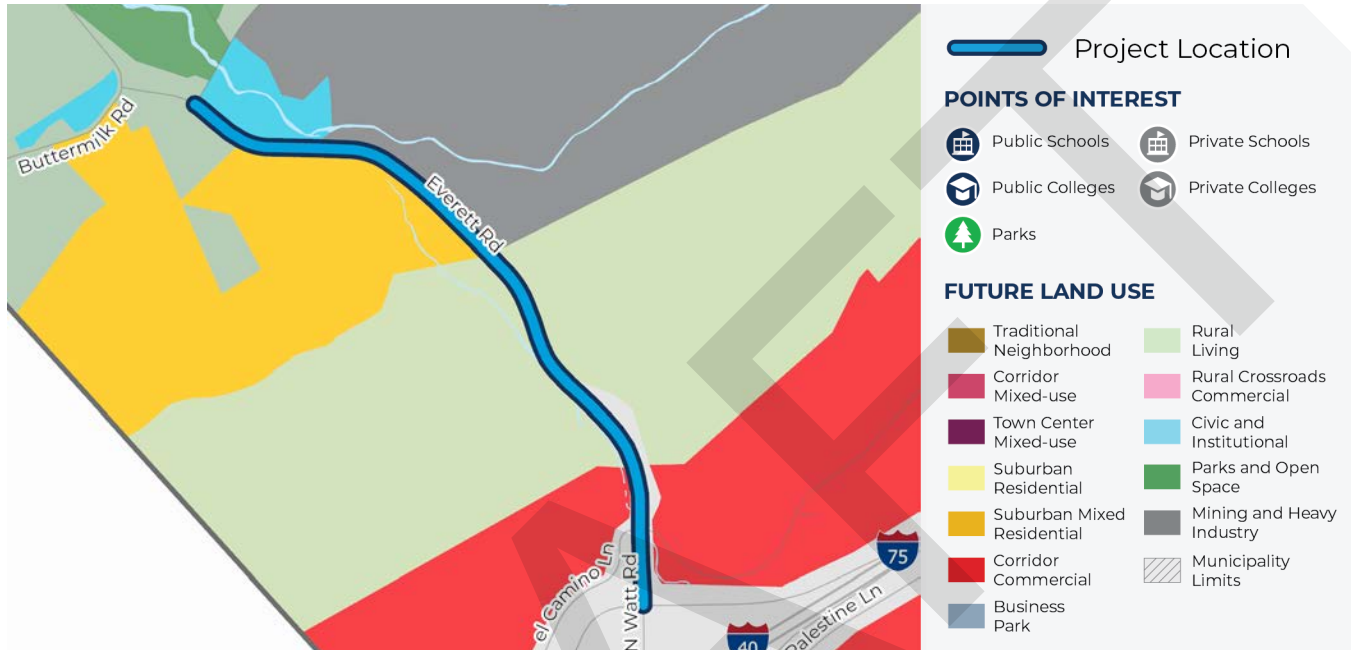 Buttermilk Rd
Everett Rd
el Camino Ln
N Watt Rd
Palestine Ln
75
40
Project Location
POINTS OF INTEREST
Public Schools
Private Schools
Public Colleges
Private Colleges
Parks
FUTURE LAND USE
Traditional
Neighborhood
Corridor
Mixed-use
Town Center
Mixed-use
Suburban
Residential
Suburban Mixed
Residential
Corridor
Commercial
Business
Park
Rural
Living
Rural Crossroads
Commercial
Civic and
Institutional
Parks and Open
Space
Mining and Heavy
Industry
Municipality
Limits